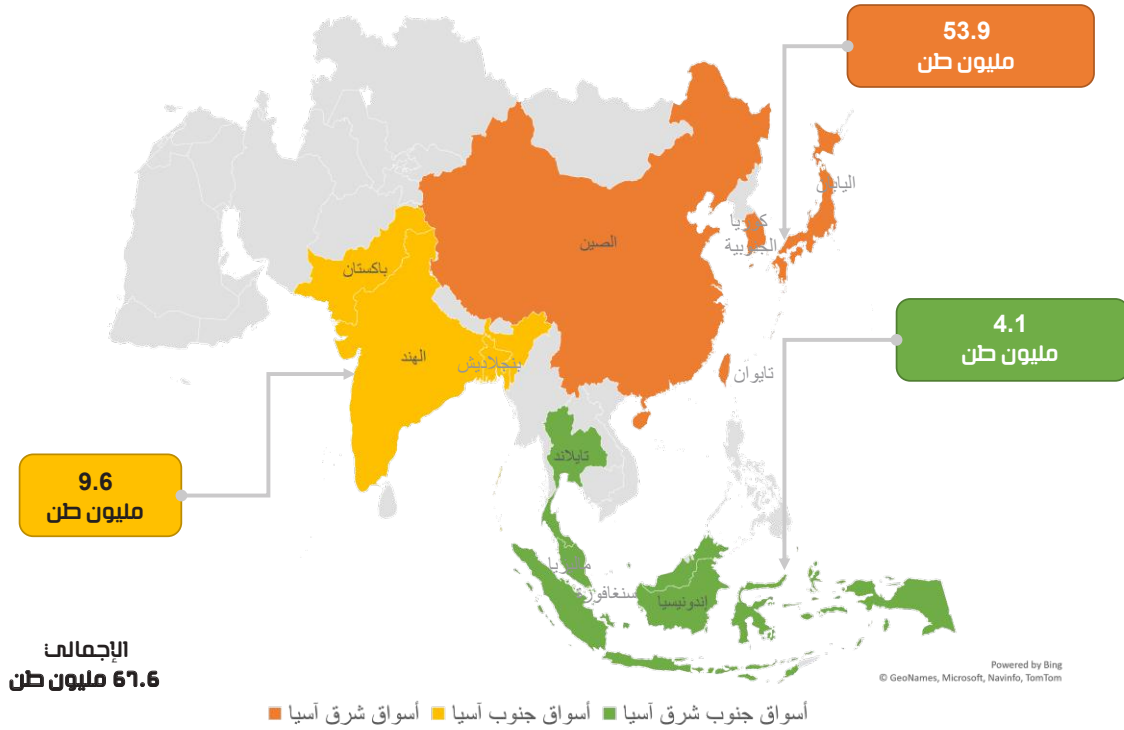 53.9
مليون طن
اليابان
كوريا
الجنوبية
الصين
باكستان
4.1
مليون طن
الهند
بنجلاديش
تايوان
تايلاند
9.6
مليون طن
ماليزيا
سنغافورة
اندونيسيا
الإجمالي:
67.6 مليون طن
Powered by Bing
© GeoNames, Microsoft, Navinfo, TomTom
أسواق شرق آسيا
أسواق جنوب آسيا
أسواق جنوب شرق آسيا